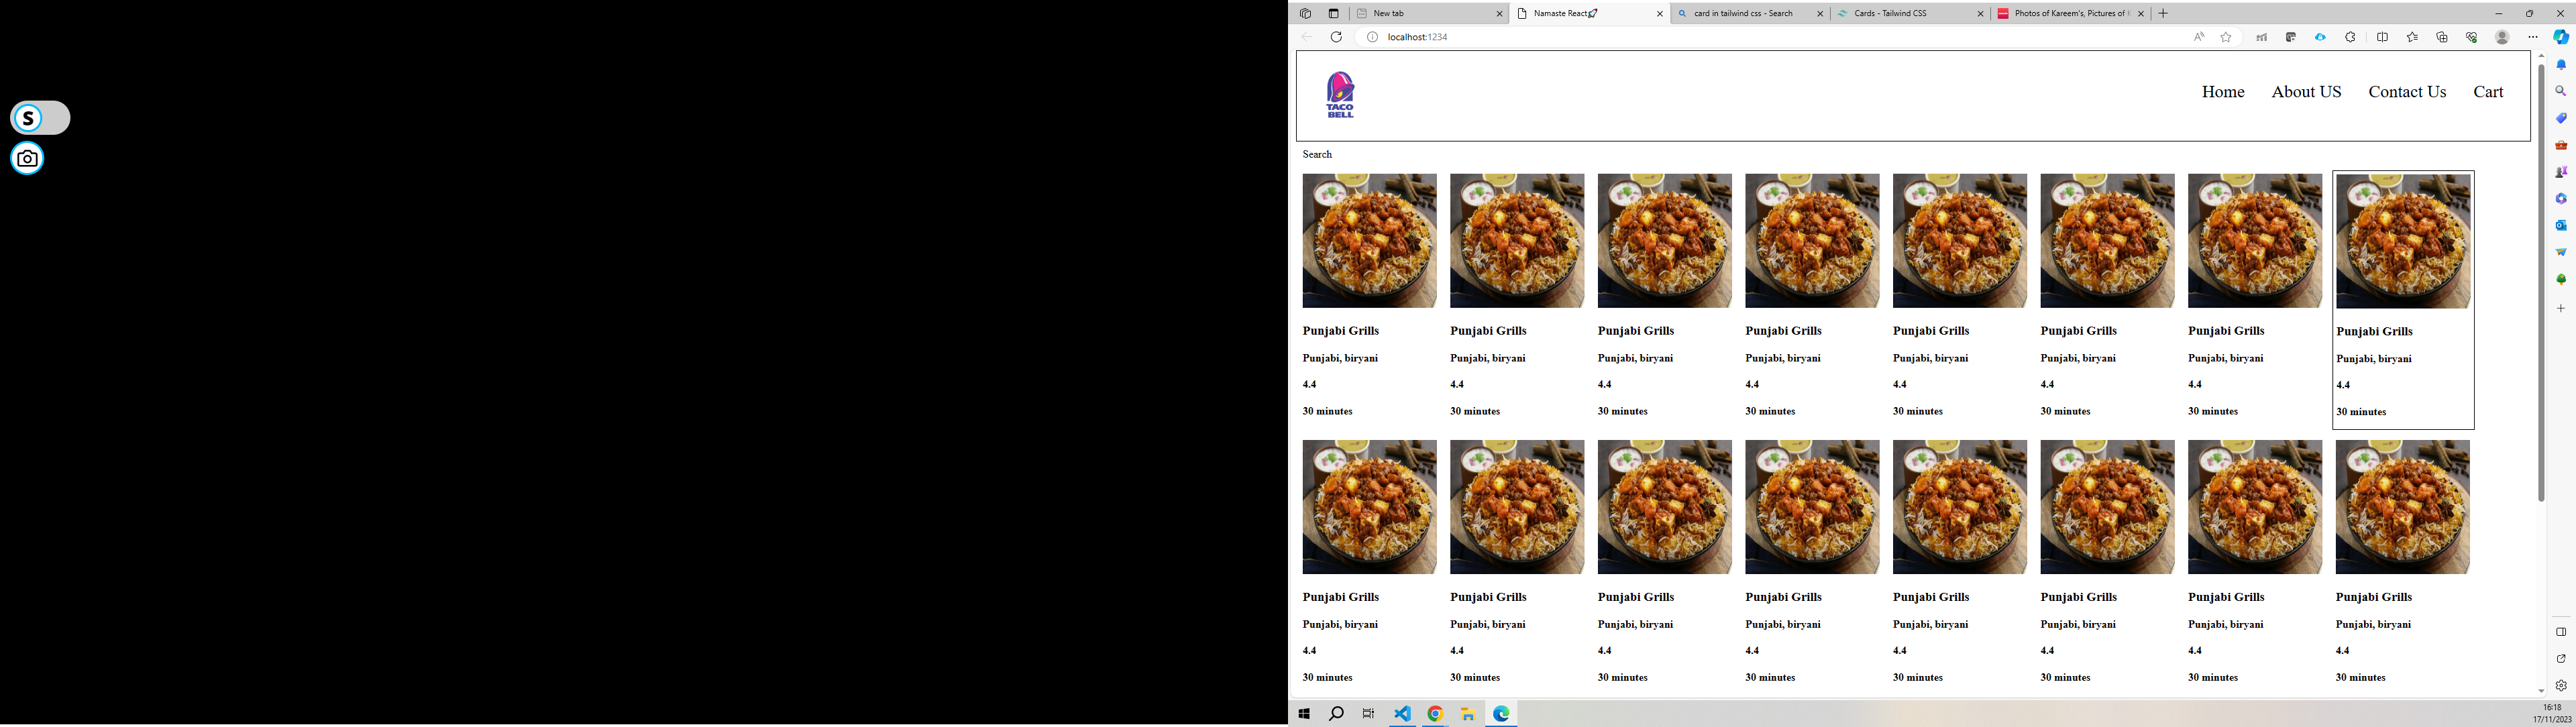 New tab
Namaste React🚀
card in tailwind css - Search
Cards - Tailwind CSS
Photos of Kareem's, Pictures of
localhost:1234
S
TACO
BELL
Home About US Contact Us Cart
Search
Punjabi Grills Punjabi Grills Punjabi Grills Punjabi Grills Punjabi Grills Punjabi Grills Punjabi Grills Punjabi Grills
Punjabi, biryani Punjabi, biryani Punjabi, biryani Punjabi, biryani Punjabi, biryani Punjabi, biryani Punjabi, biryani Punjabi, biryani
4.4 4.4 4.4 4.4 4.4 4.4 4.4 4.4
30 minutes 30 minutes 30 minutes 30 minutes 30 minutes 30 minutes 30 minutes 30 minutes
Punjabi Grills Punjabi Grills Punjabi Grills Punjabi Grills Punjabi Grills Punjabi Grills Punjabi Grills Punjabi Grills
Punjabi, biryani Punjabi, biryani Punjabi, biryani Punjabi, biryani Punjabi, biryani Punjabi, biryani Punjabi, biryani Punjabi, biryani
4.4 4.4 4.4 4.4 4.4 4.4 4.4 4.4
30 minutes 30 minutes 30 minutes 30 minutes 30 minutes 30 minutes 30 minutes 30 minutes
16:18
17/11/2023